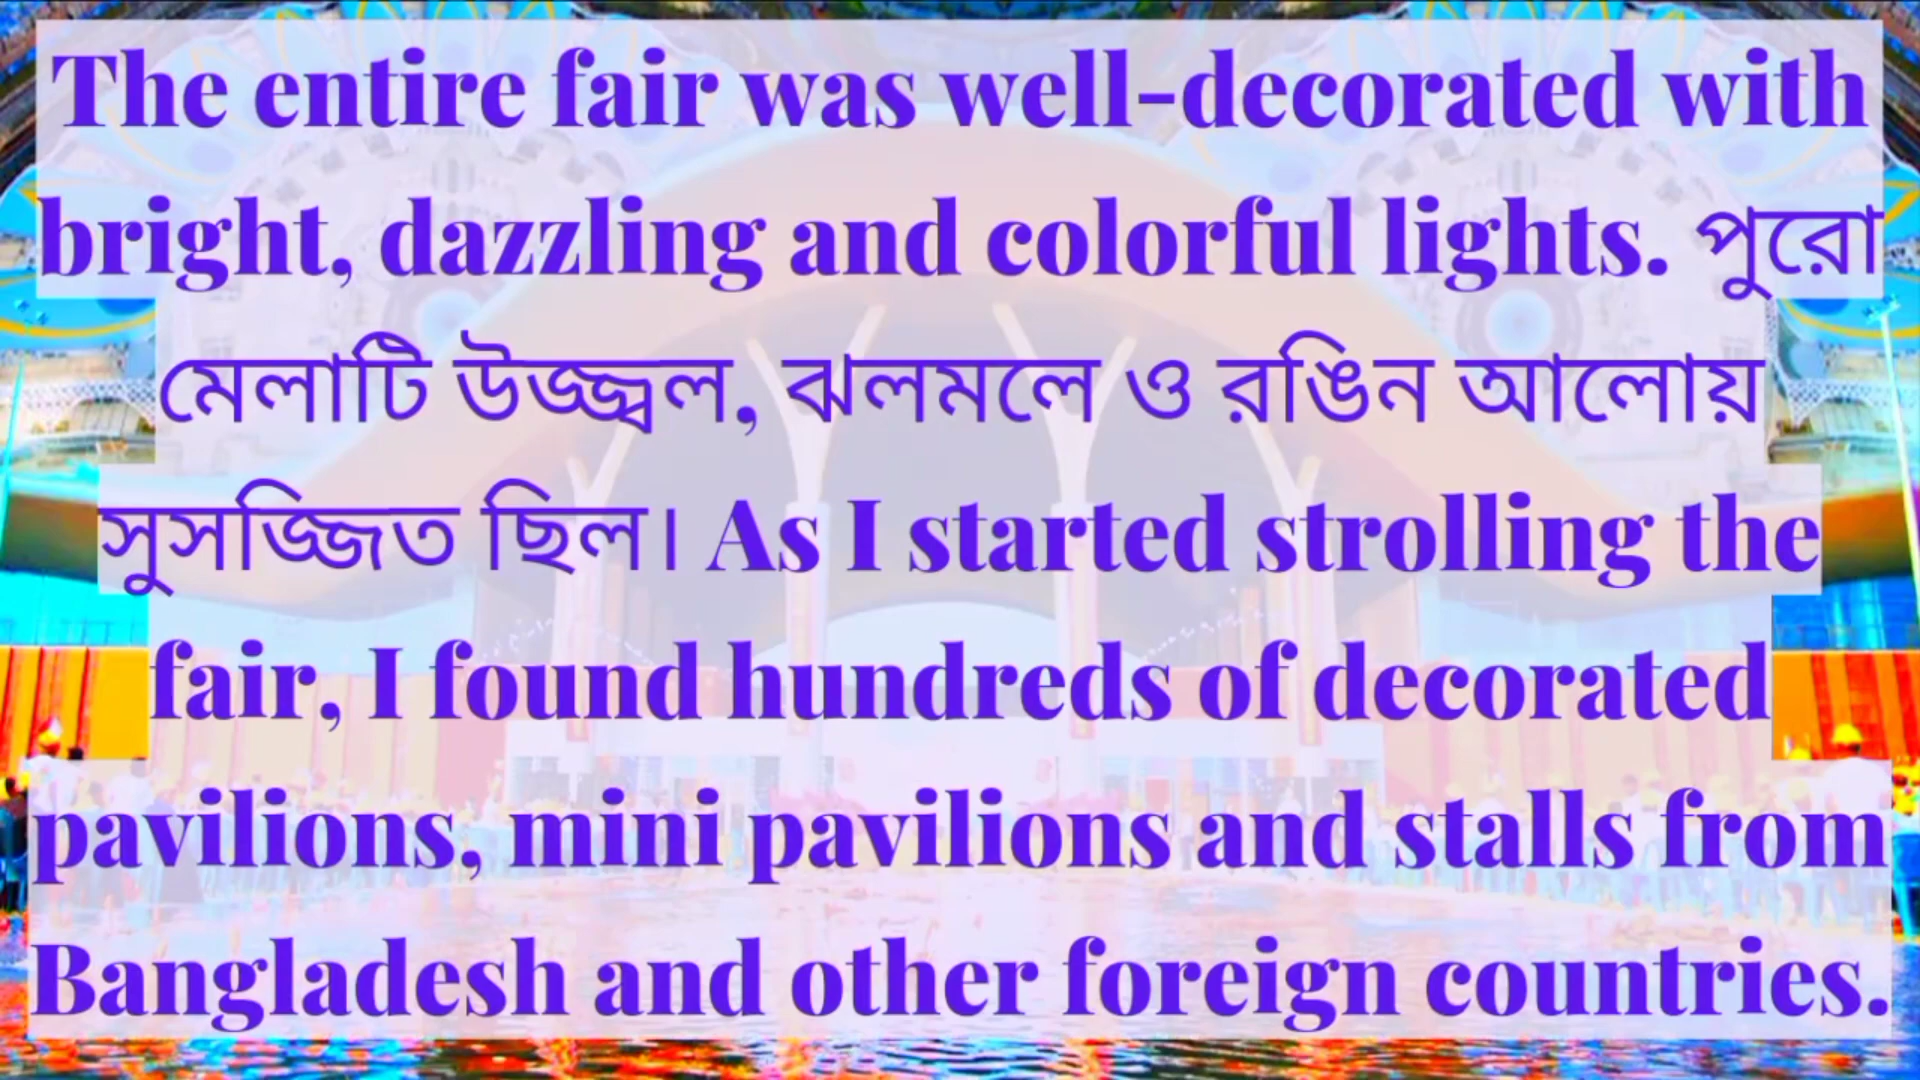 The entire fair was well-decorated with
bright, dazzling and colorful lights. পুরো
মেলাটি উজ্জ্বল, ঝলমলে ও রঙিন আলোয়
সুসজ্জিত ছিল। As I started strolling the
fair, I found hundreds of decorated
pavilions, mini pavilions and stalls from
Bangladesh and other foreign countries.